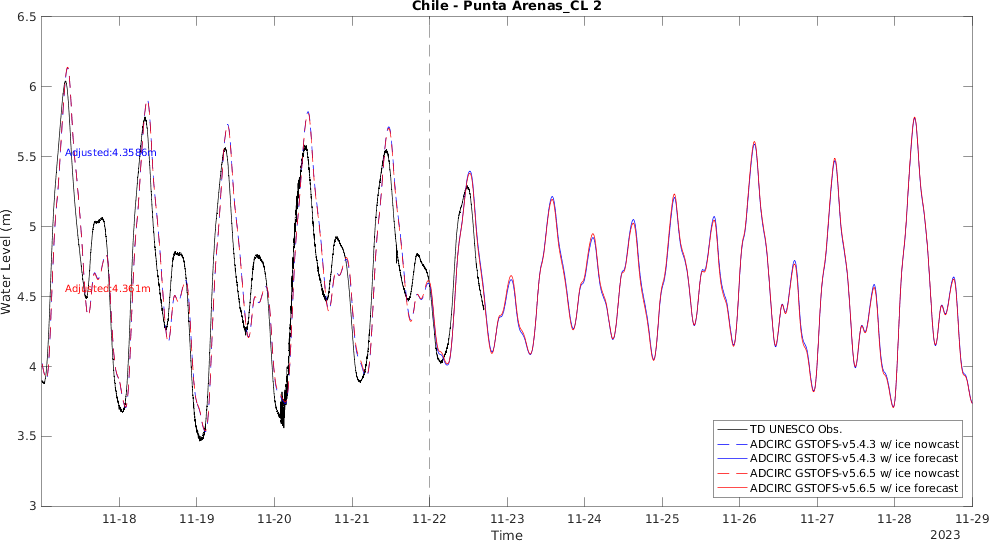 Chile - Punta Arenas_CL 2
6.5
6
5.5
5
4.5
4
3.5
3
Water Level (m)
Adjusted:4.3586m
Adjusted:4.361m
TD UNESCO Obs.
ADCIRC GSTOFS-v5.4.3 w/ ice nowcast
ADCIRC GSTOFS-v5.4.3 w/ ice forecast
ADCIRC GSTOFS-v5.6.5 w/ ice nowcast
ADCIRC GSTOFS-v5.6.5 w/ ice forecast
11-18 11-19 11-20 11-21 11-22 11-23 11-24 11-25 11-26 11-27 11-28 11-29
Time
2023